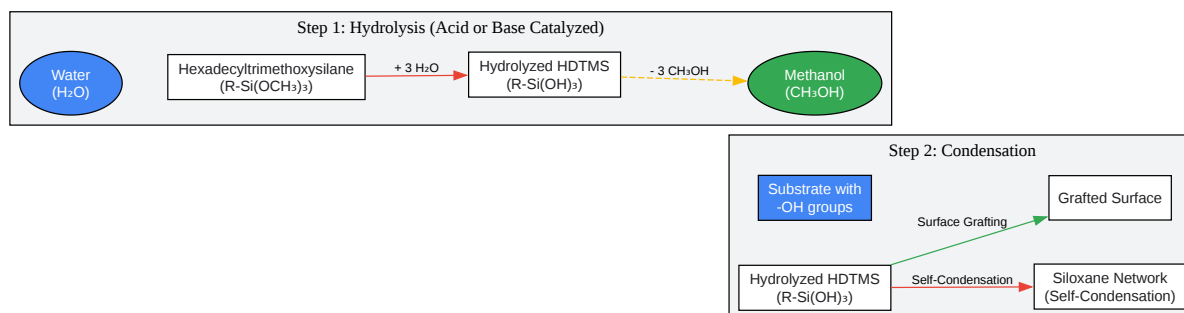 Step 1: Hydrolysis (Acid or Base Catalyzed)
Water
(H₂O)
Hexadecyltrimethoxysilane
(R-Si(OCH₃)₃)
+ 3 H₂O
Hydrolyzed HDTMS
(R-Si(OH)₃)
- 3 CH₃OH
Methanol
(CH₃OH)
Step 2: Condensation
Substrate with
-OH groups
Grafted Surface
Surface Grafting
Hydrolyzed HDTMS
(R-Si(OH)₃)
Self-Condensation
Siloxane Network
(Self-Condensation)